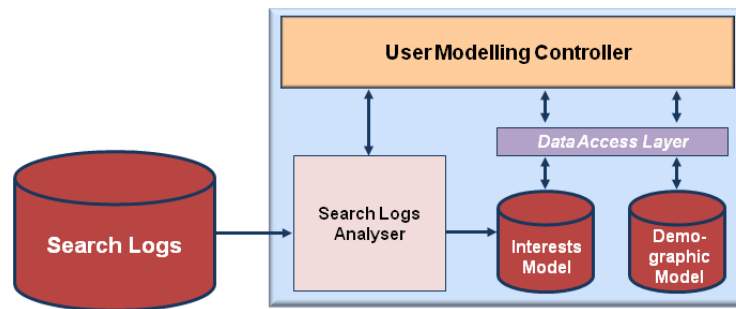 User Modelling Controller
Data Access Layer
Search Logs
Search Logs
Analyser
Interests
Model
Demo-
graphic
Model